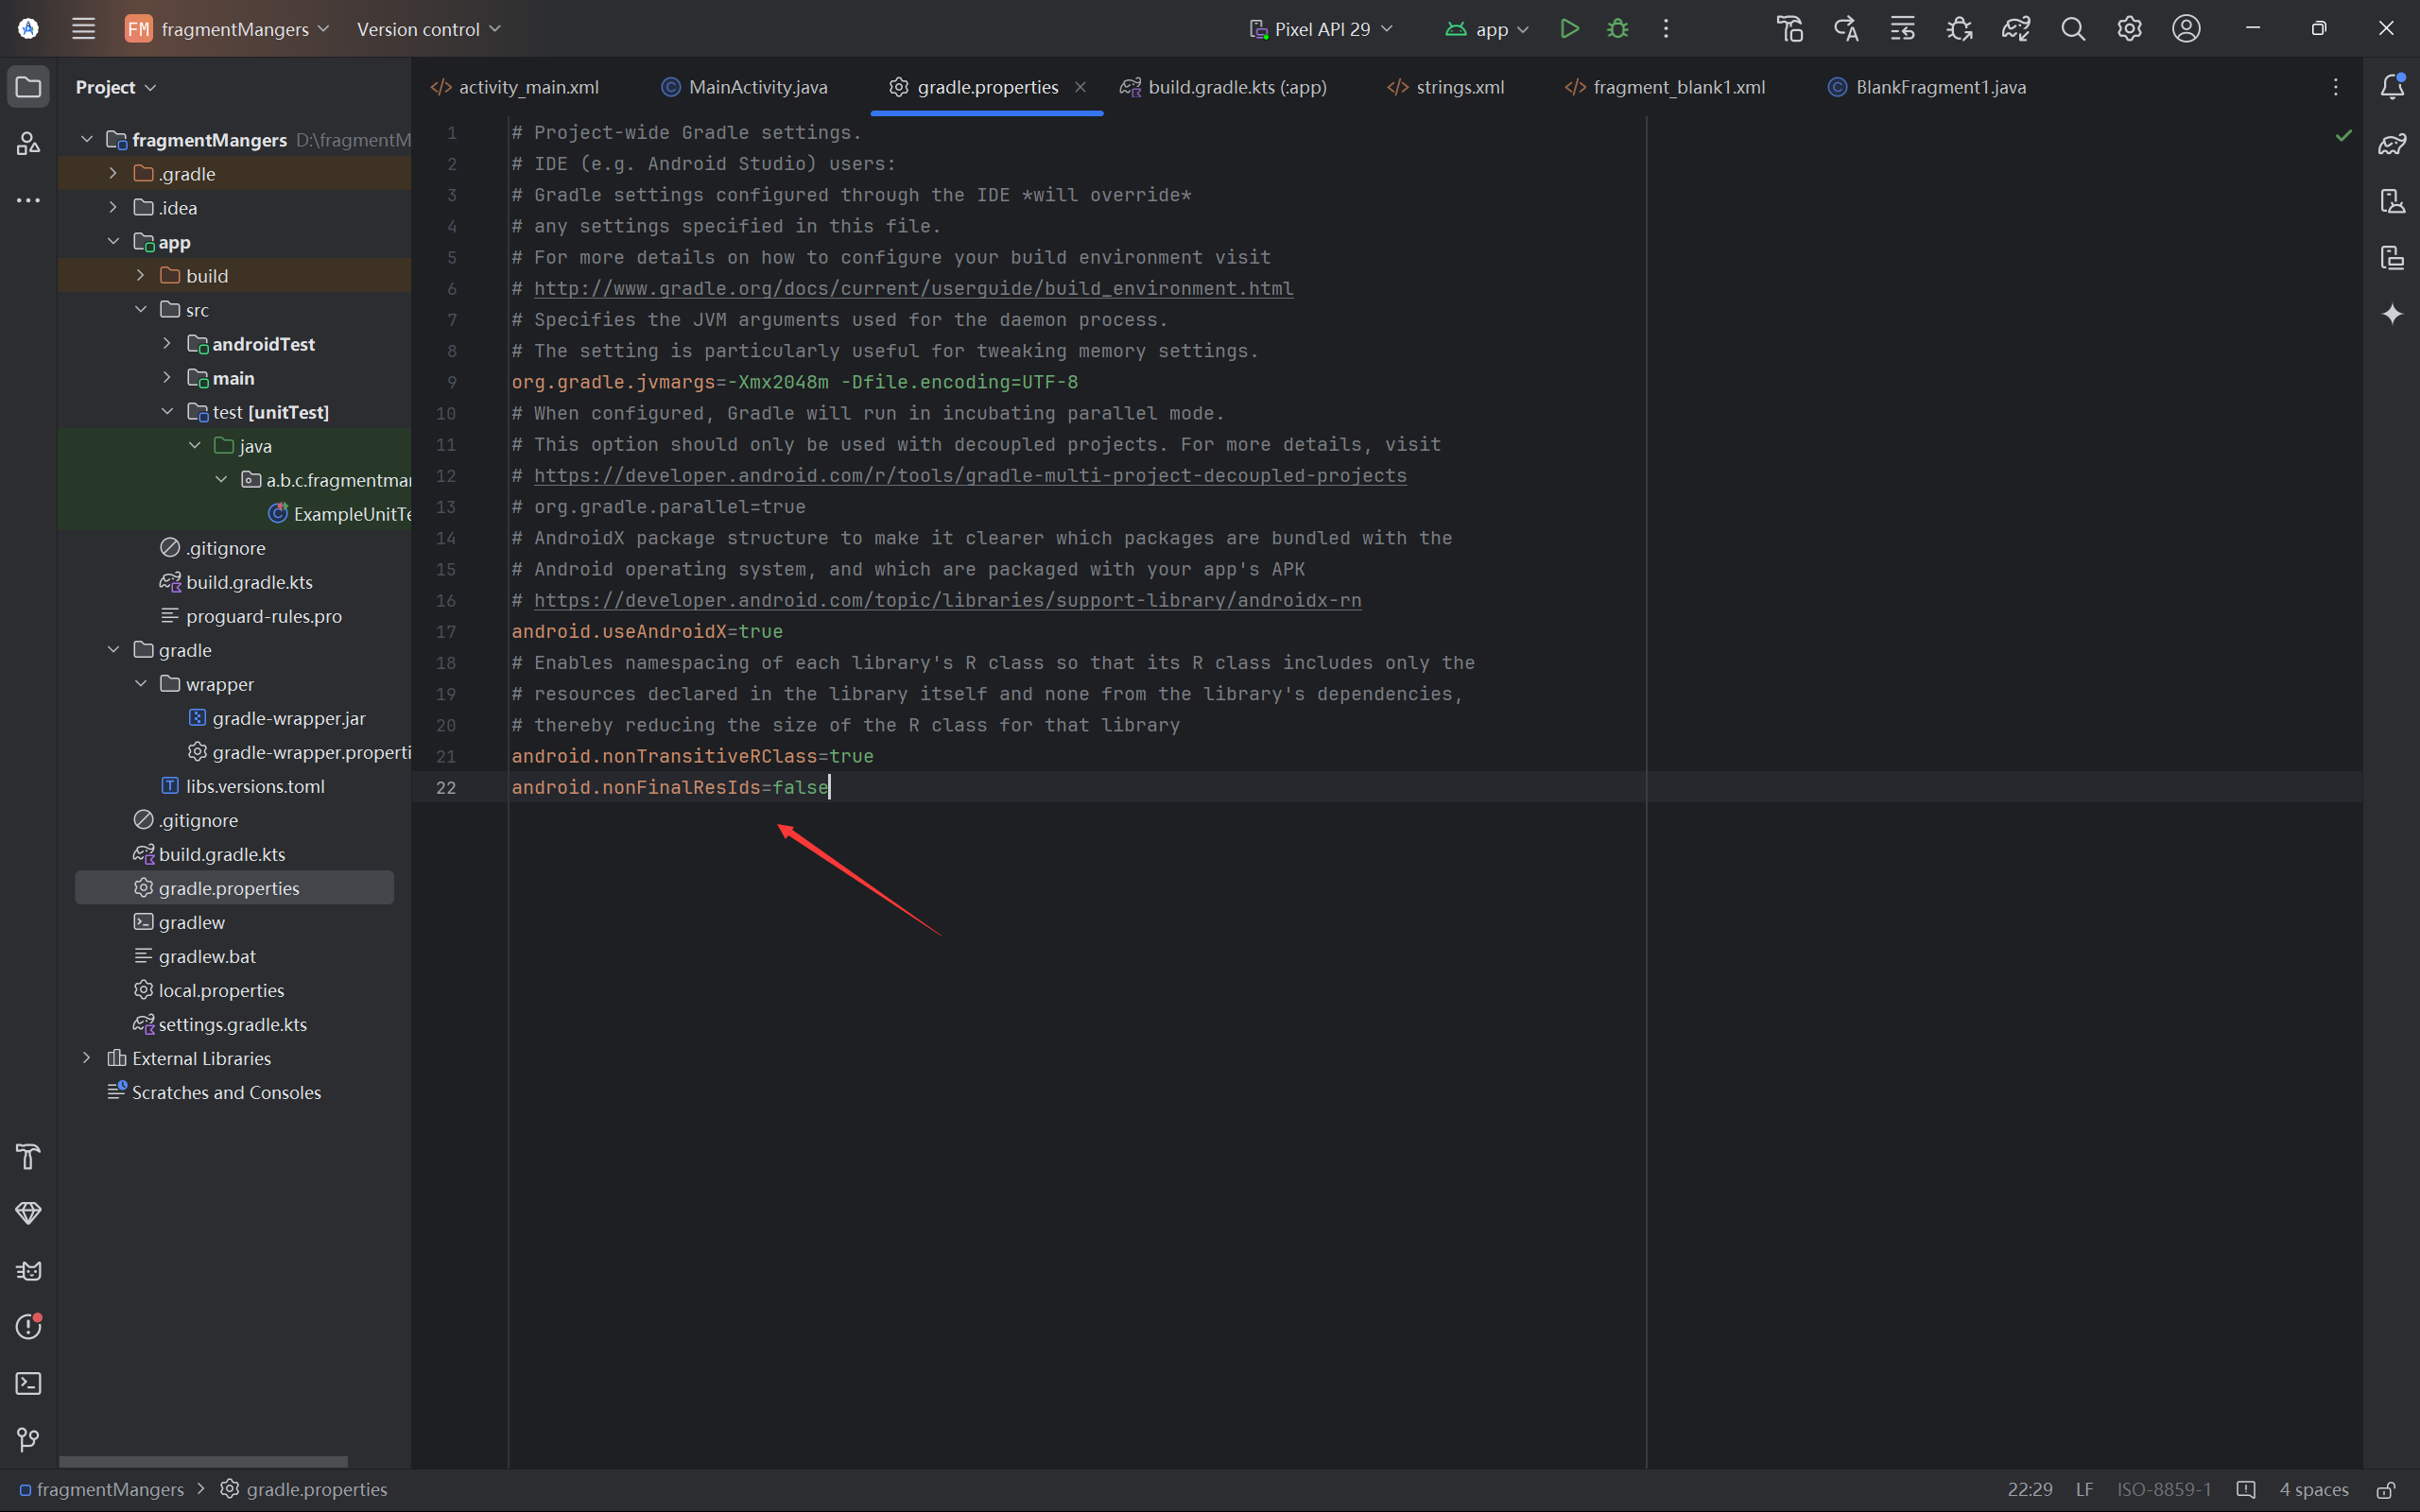 FM fragmentMangers Version control Pixel API 29 app
Project
activity_main.xml MainActivity.java gradle.properties build.gradle.kts (:app) strings.xml fragment_blank1.xml BlankFragment1.java
fragmentMangers D:\fragmentM
.gradle
.idea
app
build
src
androidTest
main
test [unitTest]
java
a.b.c.fragmentmar
ExampleUnitTe
.gitignore
build.gradle.kts
proguard-rules.pro
gradle
wrapper
gradle-wrapper.jar
gradle-wrapper.properti
libs.versions.toml
.gitignore
build.gradle.kts
gradle.properties
gradlew
gradlew.bat
local.properties
settings.gradle.kts
External Libraries
Scratches and Consoles
1 # Project-wide Gradle settings.
2 # IDE (e.g. Android Studio) users:
3 # Gradle settings configured through the IDE *will override*
4 # any settings specified in this file.
5 # For more details on how to configure your build environment visit
6 # http://www.gradle.org/docs/current/userguide/build_environment.html
7 # Specifies the JVM arguments used for the daemon process.
8 # The setting is particularly useful for tweaking memory settings.
9 org.gradle.jvmargs=-Xmx2048m -Dfile.encoding=UTF-8
10 # When configured, Gradle will run in incubating parallel mode.
11 # This option should only be used with decoupled projects. For more details, visit
12 # https://developer.android.com/r/tools/gradle-multi-project-decoupled-projects
13 # org.gradle.parallel=true
14 # AndroidX package structure to make it clearer which packages are bundled with the
15 # Android operating system, and which are packaged with your app's APK
16 # https://developer.android.com/topic/libraries/support-library/androidx-rn
17 android.useAndroidX=true
18 # Enables namespacing of each library's R class so that its R class includes only the
19 # resources declared in the library itself and none from the library's dependencies,
20 # thereby reducing the size of the R class for that library
21 android.nonTransitiveRClass=true
22 android.nonFinalResIds=false
fragmentMangers > gradle.properties 22:29 LF ISO-8859-1 4 spaces